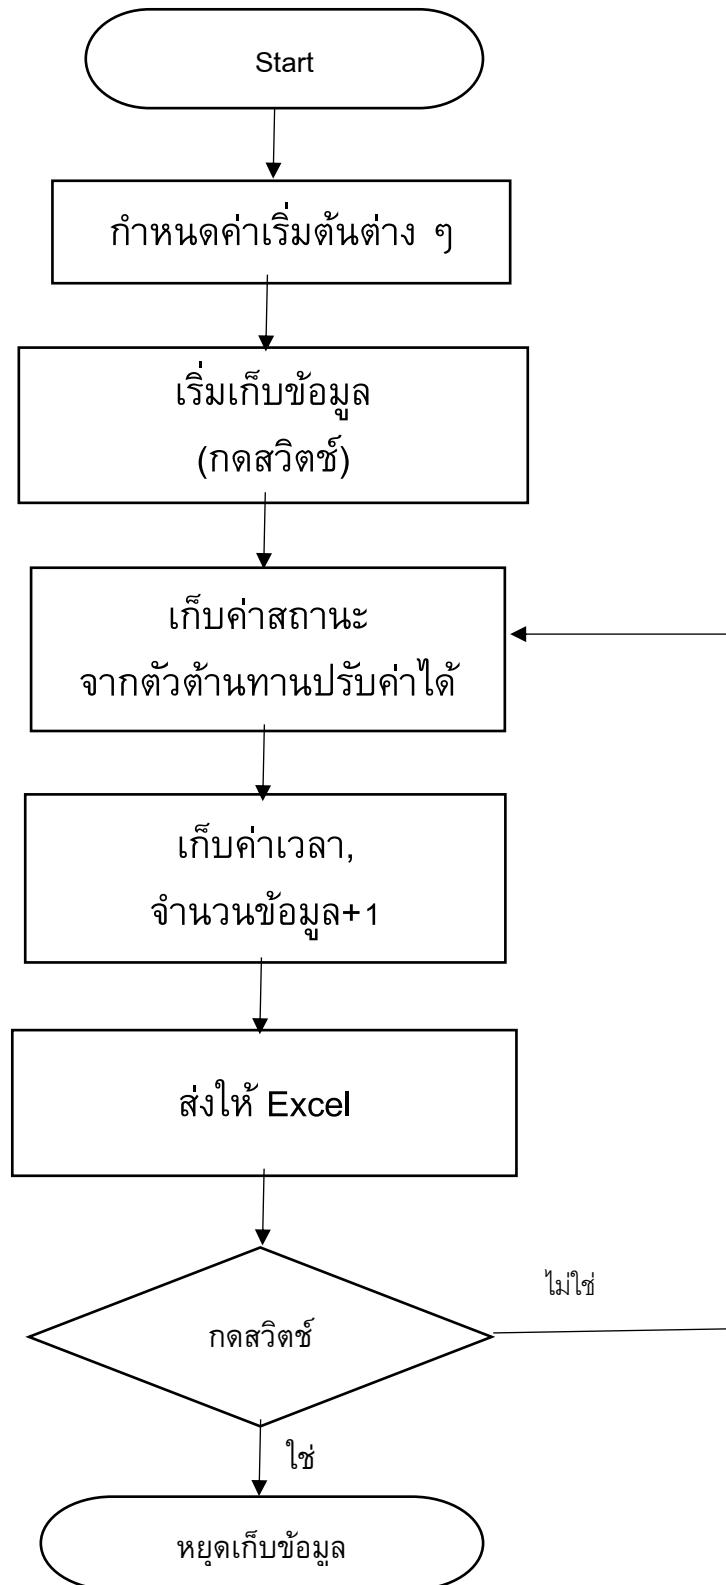 Start
กำหนดค่าเริ่มต้นต่าง ๆ
เริ่มเก็บข้อมูล
(กดสวิตช์)
เก็บค่าสถานะ
จากตัวต้านทานปรับค่าได้
เก็บค่าเวลา,
จำนวนข้อมูล+1
ส่งให้ Excel
ไม่ใช่
กดสวิตช์
ใช่
หยุดเก็บข้อมูล